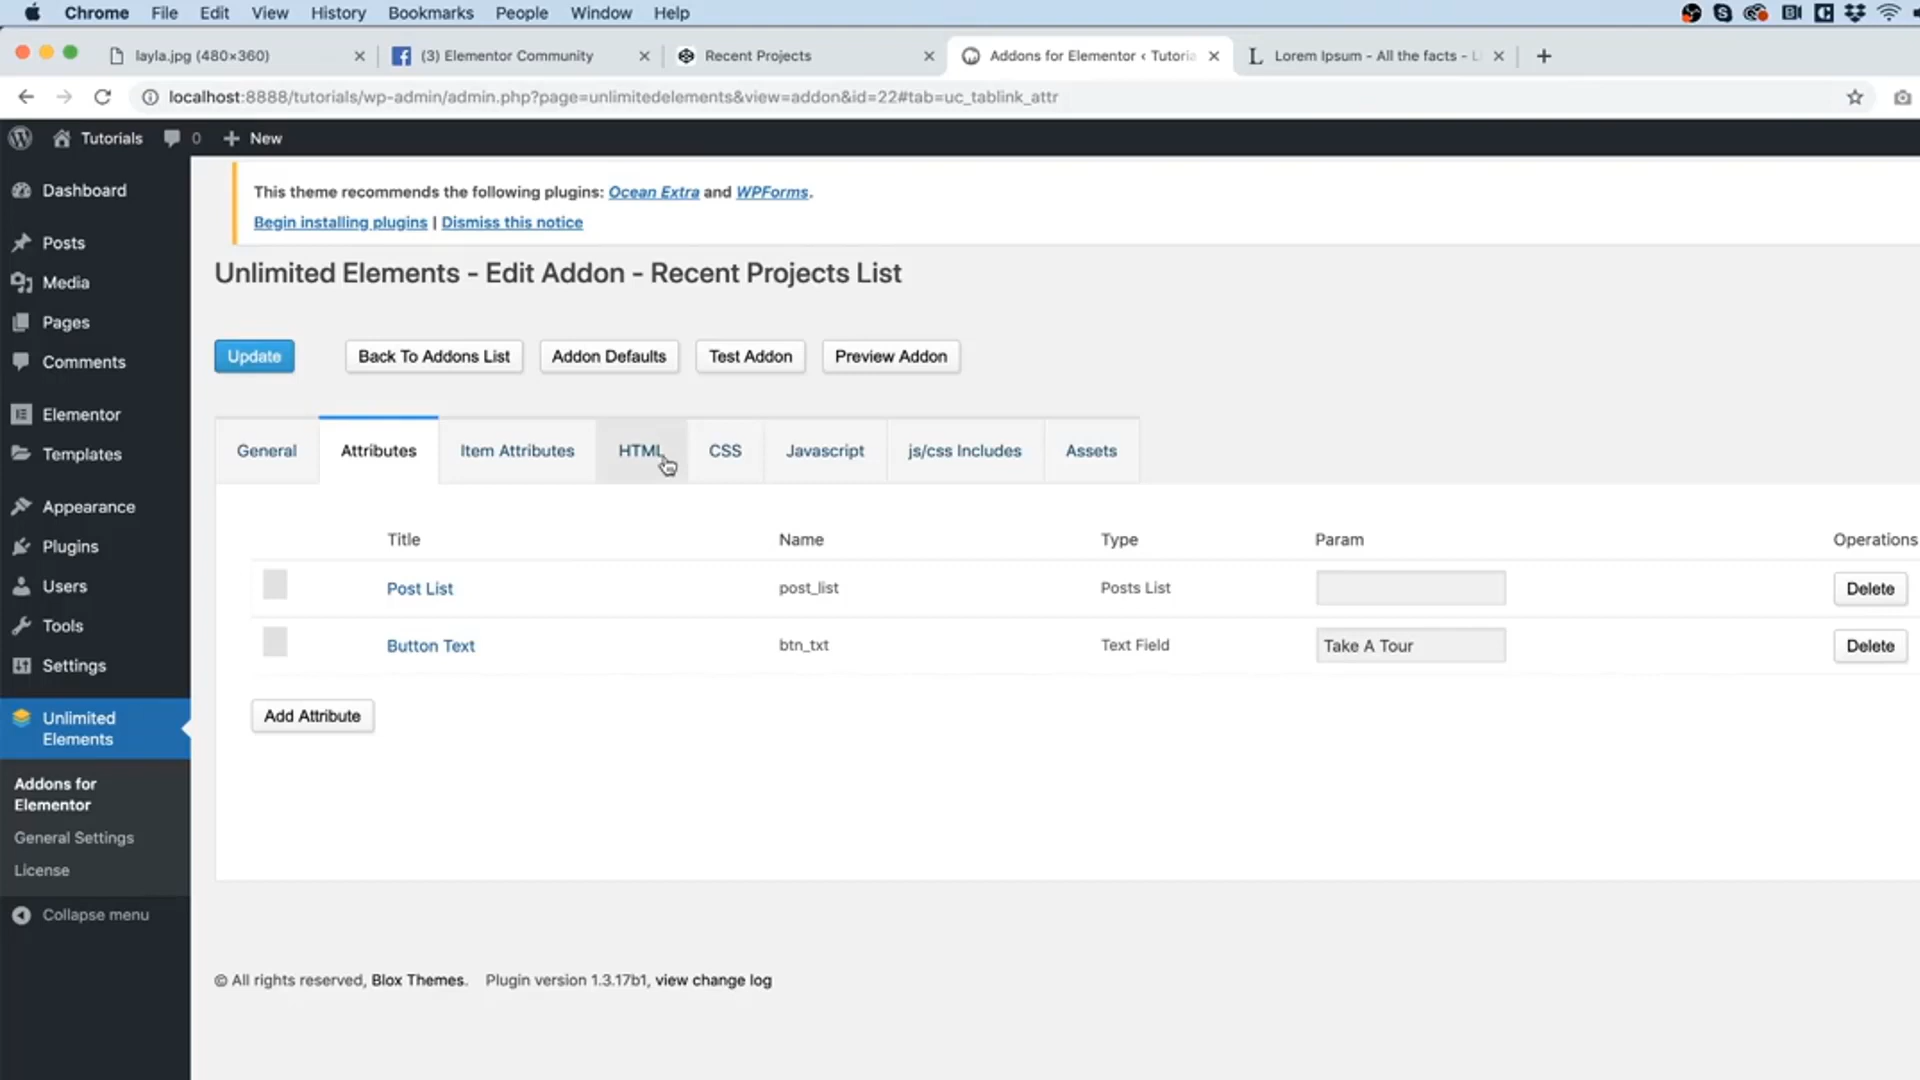 Chrome File Edit View History Bookmarks People Window Help
layla.jpg (480×360) (3) Elementor Community Recent Projects Addons for Elementor ‹ Tutoria Lorem Ipsum - All the facts - Li
localhost:8888/tutorials/wp-admin/admin.php?page=unlimitedelements&view=addon&id=22#tab=uc_tablink_attr
Tutorials 0 + New
Dashboard
Posts
Media
Pages
Comments
Elementor
Templates
Appearance
Plugins
Users
Tools
Settings
Unlimited
Elements
Addons for
Elementor
General Settings
License
Collapse menu
This theme recommends the following plugins: Ocean Extra and WPForms.
Begin installing plugins | Dismiss this notice
Unlimited Elements - Edit Addon - Recent Projects List
Update Back To Addons List Addon Defaults Test Addon Preview Addon
General Attributes Item Attributes HTML CSS Javascript js/css Includes Assets
Title Name Type Param Operations
Post List post_list Posts List Delete
Button Text btn_txt Text Field Take A Tour Delete
Add Attribute
© All rights reserved, Blox Themes. Plugin version 1.3.17b1, view change log